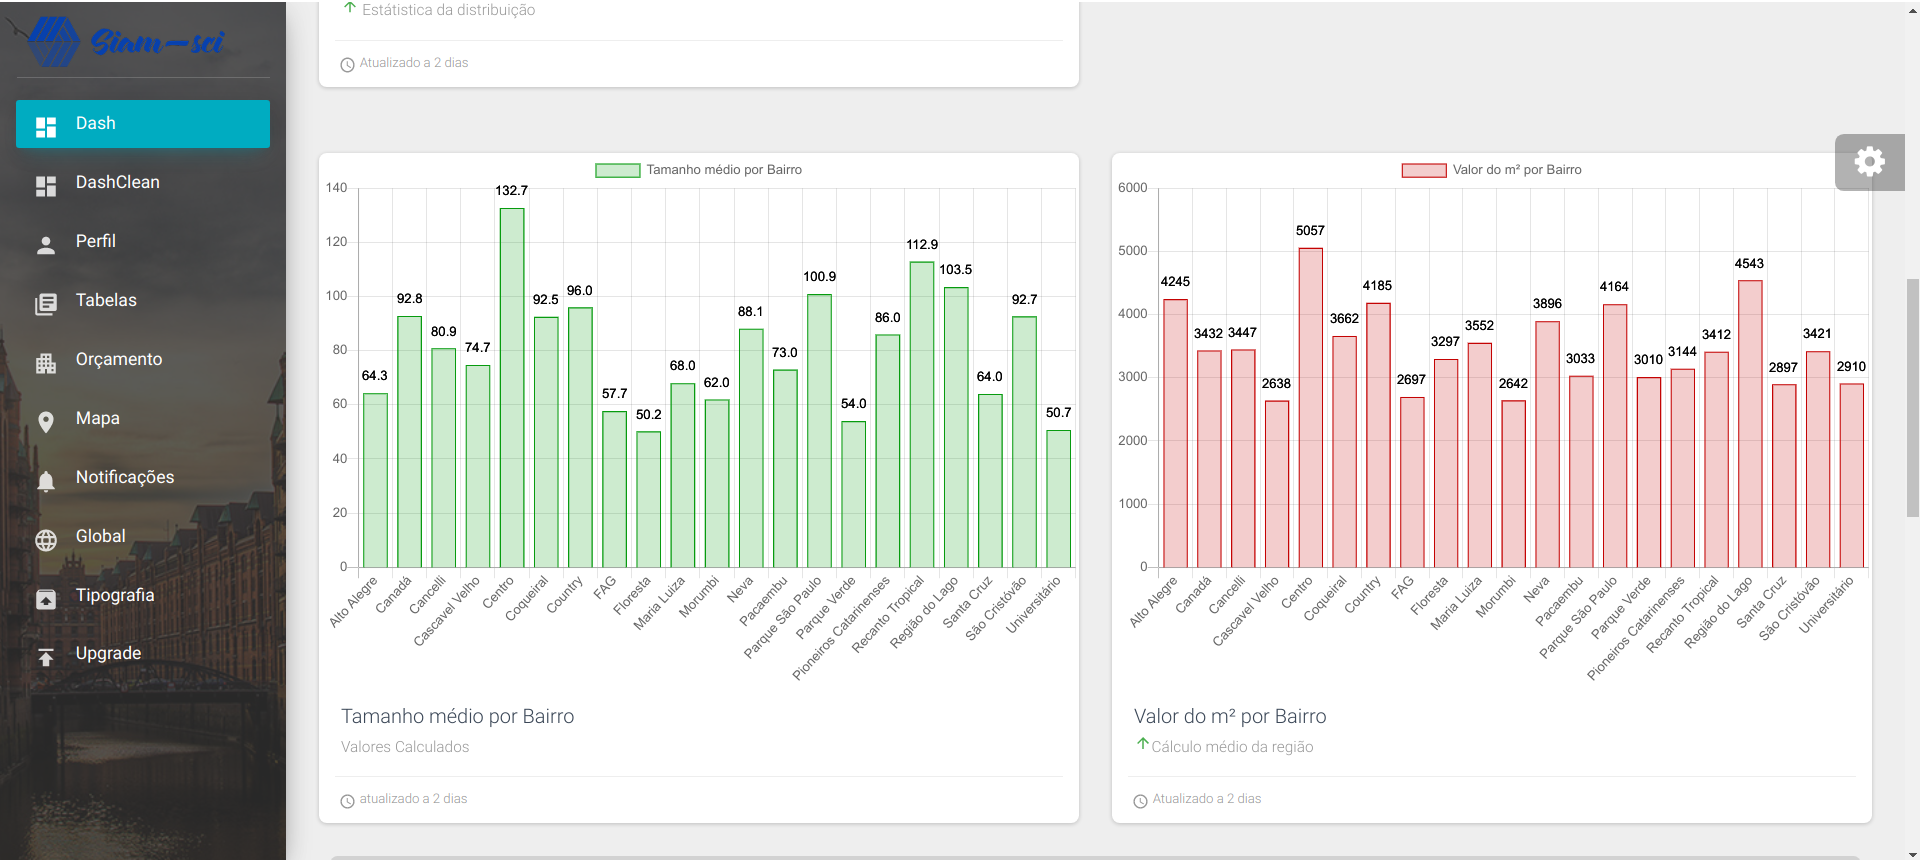 Siam-sci
Dash
DashClean
Perfil
Tabelas
Orçamento
Mapa
Notificações
Global
Tipografia
Upgrade
Estátistica da distribuição
Atualizado a 2 dias
Tamanho médio por Bairro
140
120
100
80
60
40
20
0
64.3
92.8
80.9
74.7
132.7
92.5
96.0
57.7
50.2
68.0
62.0
88.1
73.0
100.9
54.0
86.0
112.9
103.5
64.0
92.7
50.7
Alto Alegre
Canadá
Cancelli
Cascavel Velho
Centro
Coqueiral
Country
FAG
Floresta
Maria Luiza
Morumbi
Neva
Pacaembu
Parque São Paulo
Parque Verde
Pioneiros Catarinenses
Recanto Tropical
Região do Lago
Santa Cruz
São Cristóvão
Universitário
Tamanho médio por Bairro
Valores Calculados
atualizado a 2 dias
Valor do m² por Bairro
6000
5000
4000
3000
2000
1000
0
4245
3432
3447
2638
5057
3662
4185
2697
3297
3552
2642
3896
3033
4164
3010
3144
3412
4543
2897
3421
2910
Alto Alegre
Canadá
Cancelli
Cascavel Velho
Centro
Coqueiral
Country
FAG
Floresta
Maria Luiza
Morumbi
Neva
Pacaembu
Parque São Paulo
Parque Verde
Pioneiros Catarinenses
Recanto Tropical
Região do Lago
Santa Cruz
São Cristóvão
Universitário
Valor do m² por Bairro
Cálculo médio da região
Atualizado a 2 dias